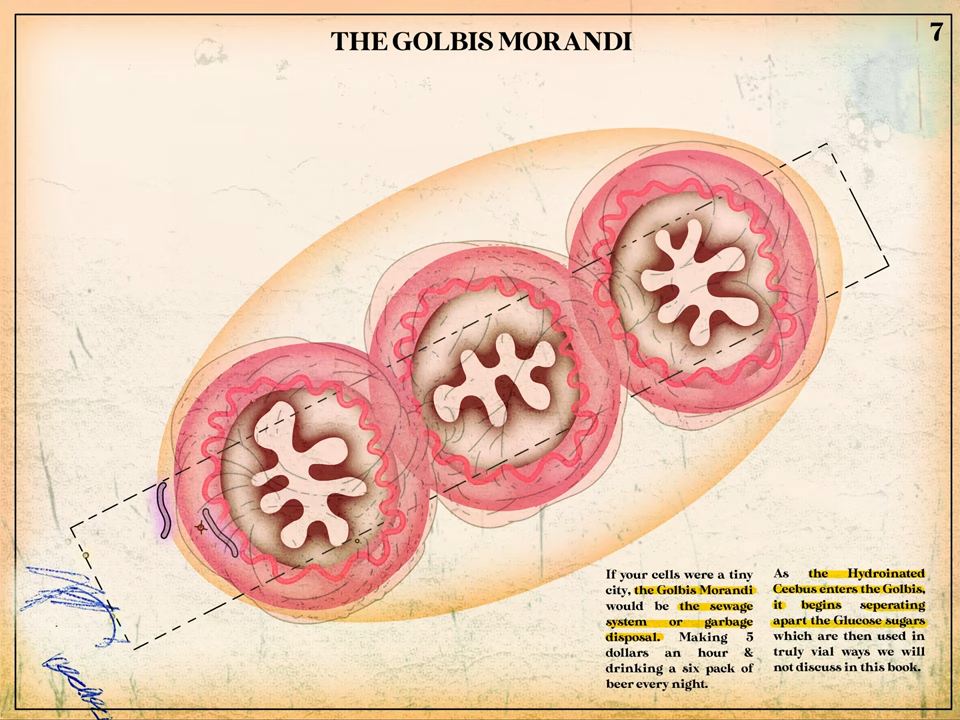 THE GOLBIS MORANDI
7
If your cells were a tiny
city, the Golbis Morandi
would be the sewage
system or garbage
disposal. Making 5
dollars an hour &
drinking a six pack of
beer every night.
As the Hydroinated
Ceebus enters the Golbis,
it begins seperating
apart the Glucose sugars
which are then used in
truly vial ways we will
not discuss in this book.